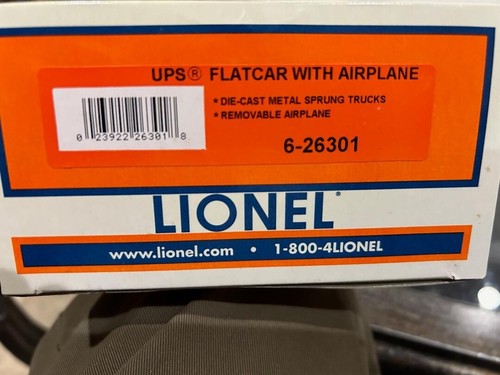 UPS® FLATCAR WITH AIRPLANE
* DIE-CAST METAL SPRUNG TRUCKS
* REMOVABLE AIRPLANE
0 23922 26301 8
6-26301
LIONEL®
www.lionel.com • 1-800-4LIONEL